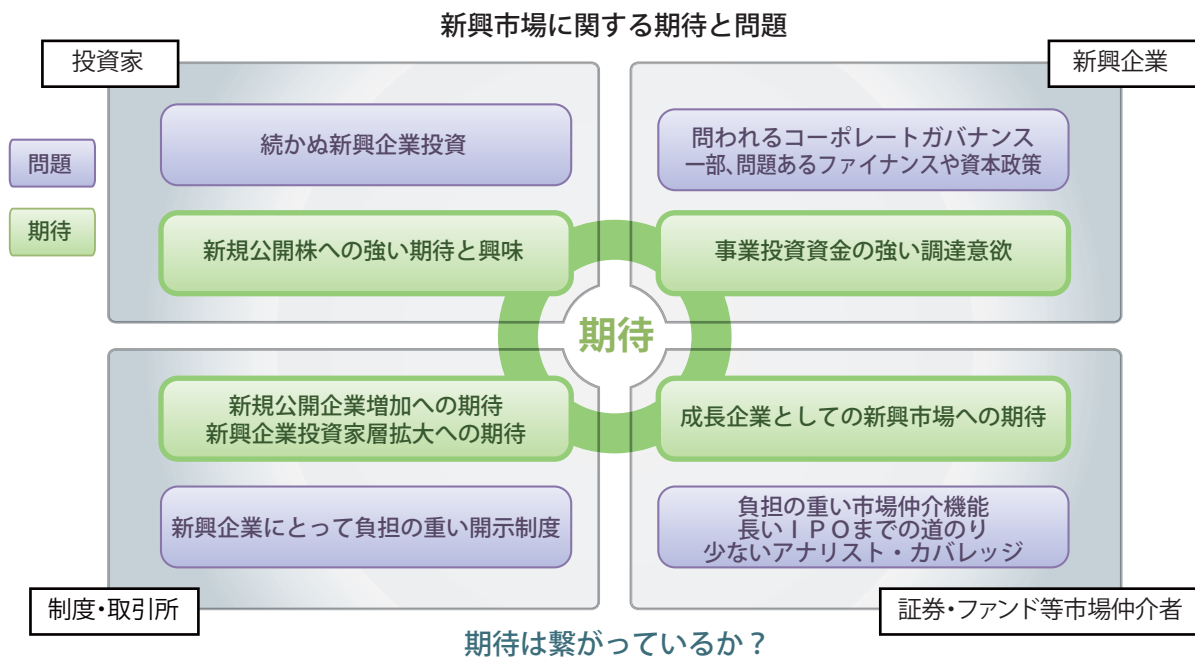 新興市場に関する期待と問題
投資家
新興企業
問題
期待
続かぬ新興企業投資
新規公開株への強い期待と興味
問われるコーポレートガバナンス
一部、問題あるファイナンスや資本政策
事業投資資金の強い調達意欲
期待
新規公開企業増加への期待
新興企業投資家層拡大への期待
新興企業にとって負担の重い開示制度
成長企業としての新興市場への期待
負担の重い市場仲介機能
長いＩＰＯまでの道のり
少ないアナリスト・カバレッジ
制度・取引所
証券・ファンド等市場仲介者
期待は繋がっているか？